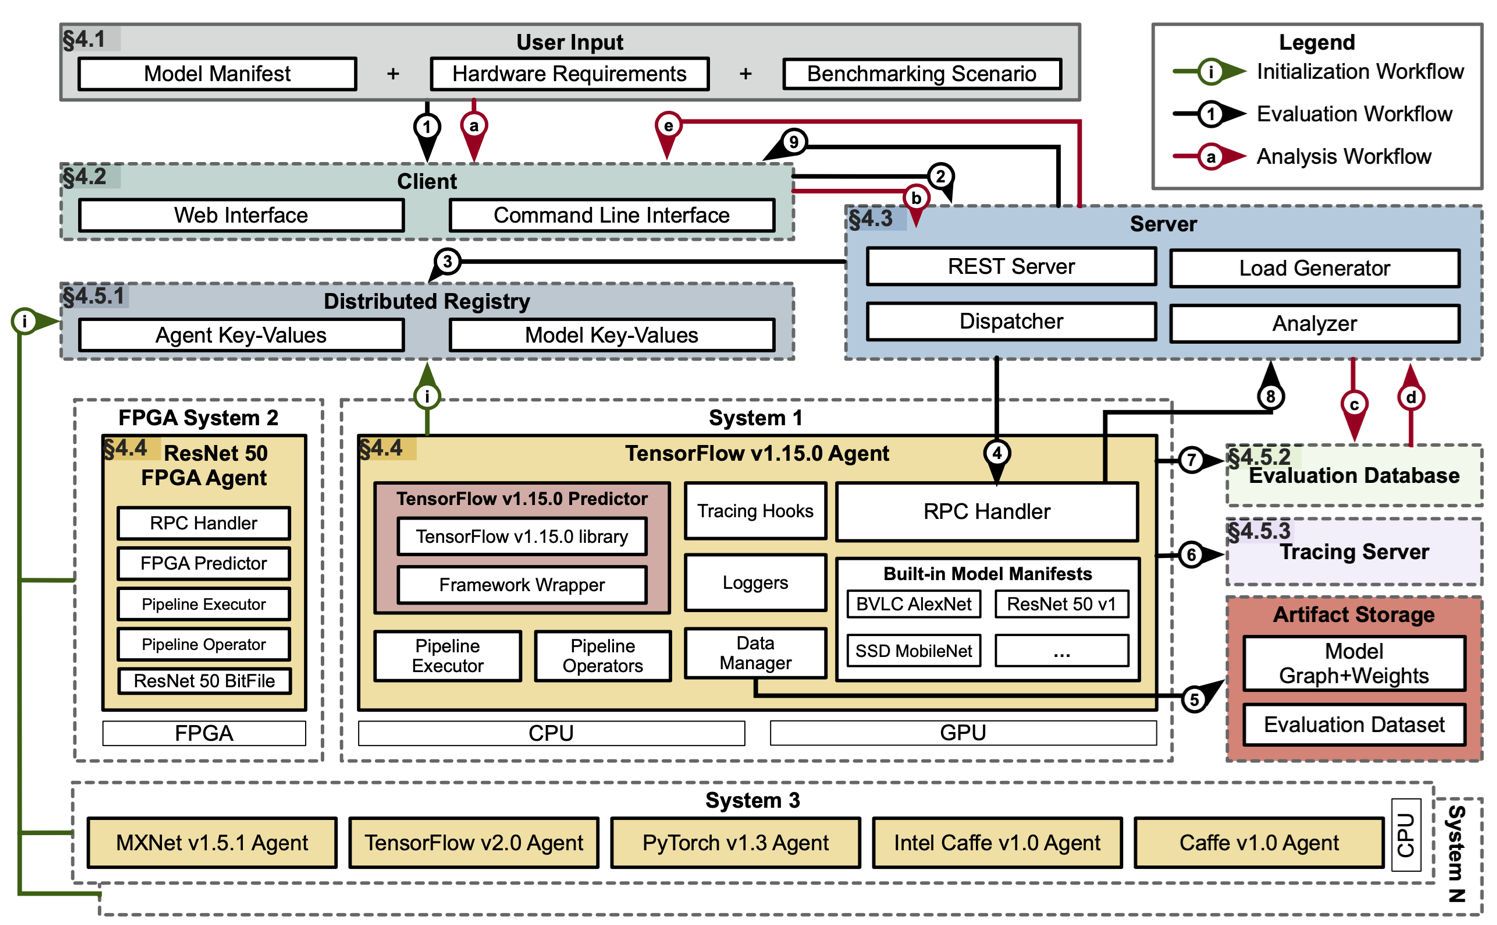 §4.1
User Input
Model Manifest
+
Hardware Requirements
+
Benchmarking Scenario
Legend
i
Initialization Workflow
1
Evaluation Workflow
a
Analysis Workflow
1
a
e
9
§4.2
Client
Web Interface
Command Line Interface
2
b
§4.3
Server
REST Server
Load Generator
Dispatcher
Analyzer
3
§4.5.1
Distributed Registry
Agent Key-Values
Model Key-Values
i
i
8
c
d
FPGA System 2
§4.4
ResNet 50
FPGA Agent
RPC Handler
FPGA Predictor
Pipeline Executor
Pipeline Operator
ResNet 50 BitFile
FPGA
System 1
§4.4
TensorFlow v1.15.0 Agent
4
TensorFlow v1.15.0 Predictor
TensorFlow v1.15.0 library
Framework Wrapper
Pipeline
Executor
Pipeline
Operators
Tracing Hooks
Loggers
Data
Manager
RPC Handler
Built-in Model Manifests
BVLC AlexNet
ResNet 50 v1
SSD MobileNet
...
CPU
GPU
7
§4.5.2
Evaluation Database
6
§4.5.3
Tracing Server
5
Artifact Storage
Model
Graph+Weights
Evaluation Dataset
System 3
MXNet v1.5.1 Agent
TensorFlow v2.0 Agent
PyTorch v1.3 Agent
Intel Caffe v1.0 Agent
Caffe v1.0 Agent
CPU
System N